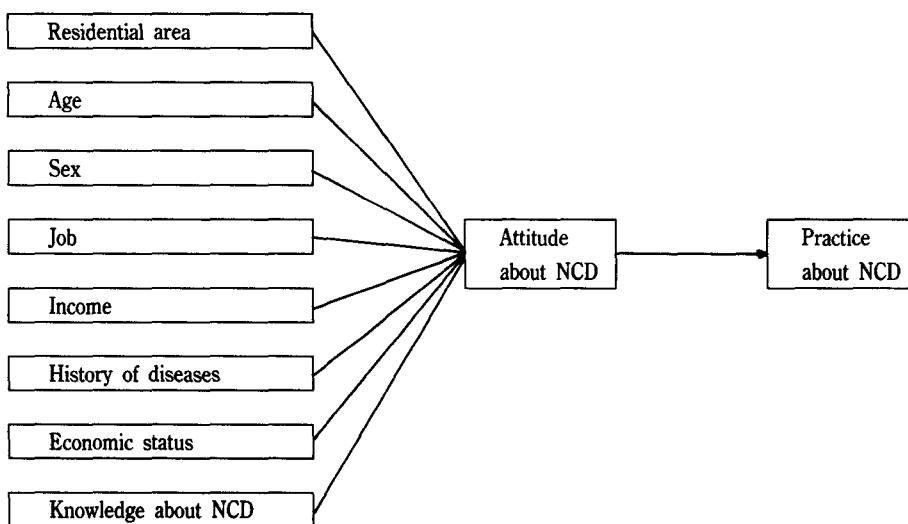 Residential area
Age
Sex
Job
Income
History of diseases
Economic status
Knowledge about NCD
Attitude
about NCD
Practice
about NCD